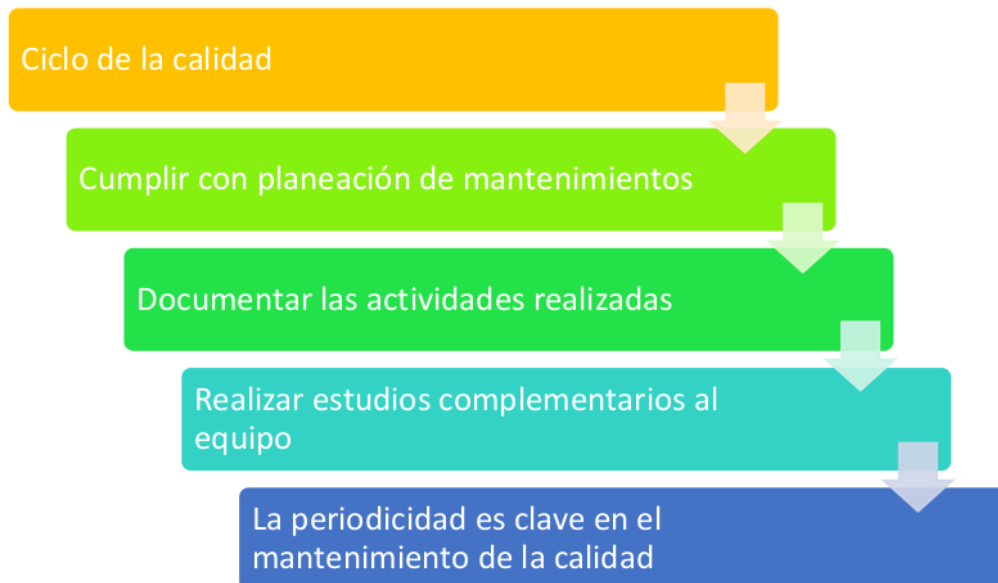 Ciclo de la calidad
Cumplir con planeación de mantenimientos
Documentar las actividades realizadas
Realizar estudios complementarios al
equipo
La periodicidad es clave en el
mantenimiento de la calidad